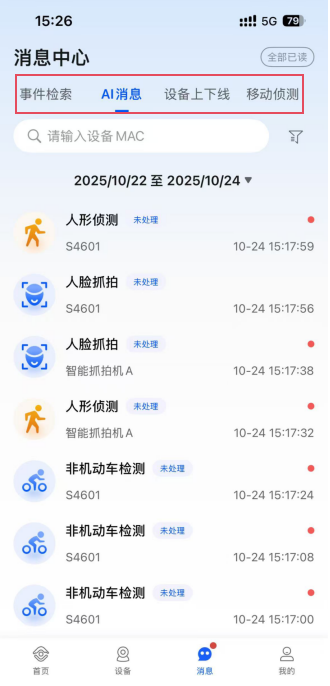 15:26 5G 79
消息中心 全部已读
事件检索 AI消息 设备上下线 移动侦测
请输入设备MAC
2025/10/22 至 2025/10/24 ▼
人形侦测 未处理
S4601 10-24 15:17:59
人脸抓拍 未处理
S4601 10-24 15:17:56
人脸抓拍 未处理
智能抓拍机A 10-24 15:17:38
人形侦测 未处理
智能抓拍机A 10-24 15:17:32
非机动车检测 未处理
S4601 10-24 15:17:24
非机动车检测 未处理
S4601 10-24 15:17:08
非机动车检测 未处理
S4601 10-24 15:17:00
首页 设备 消息 我的